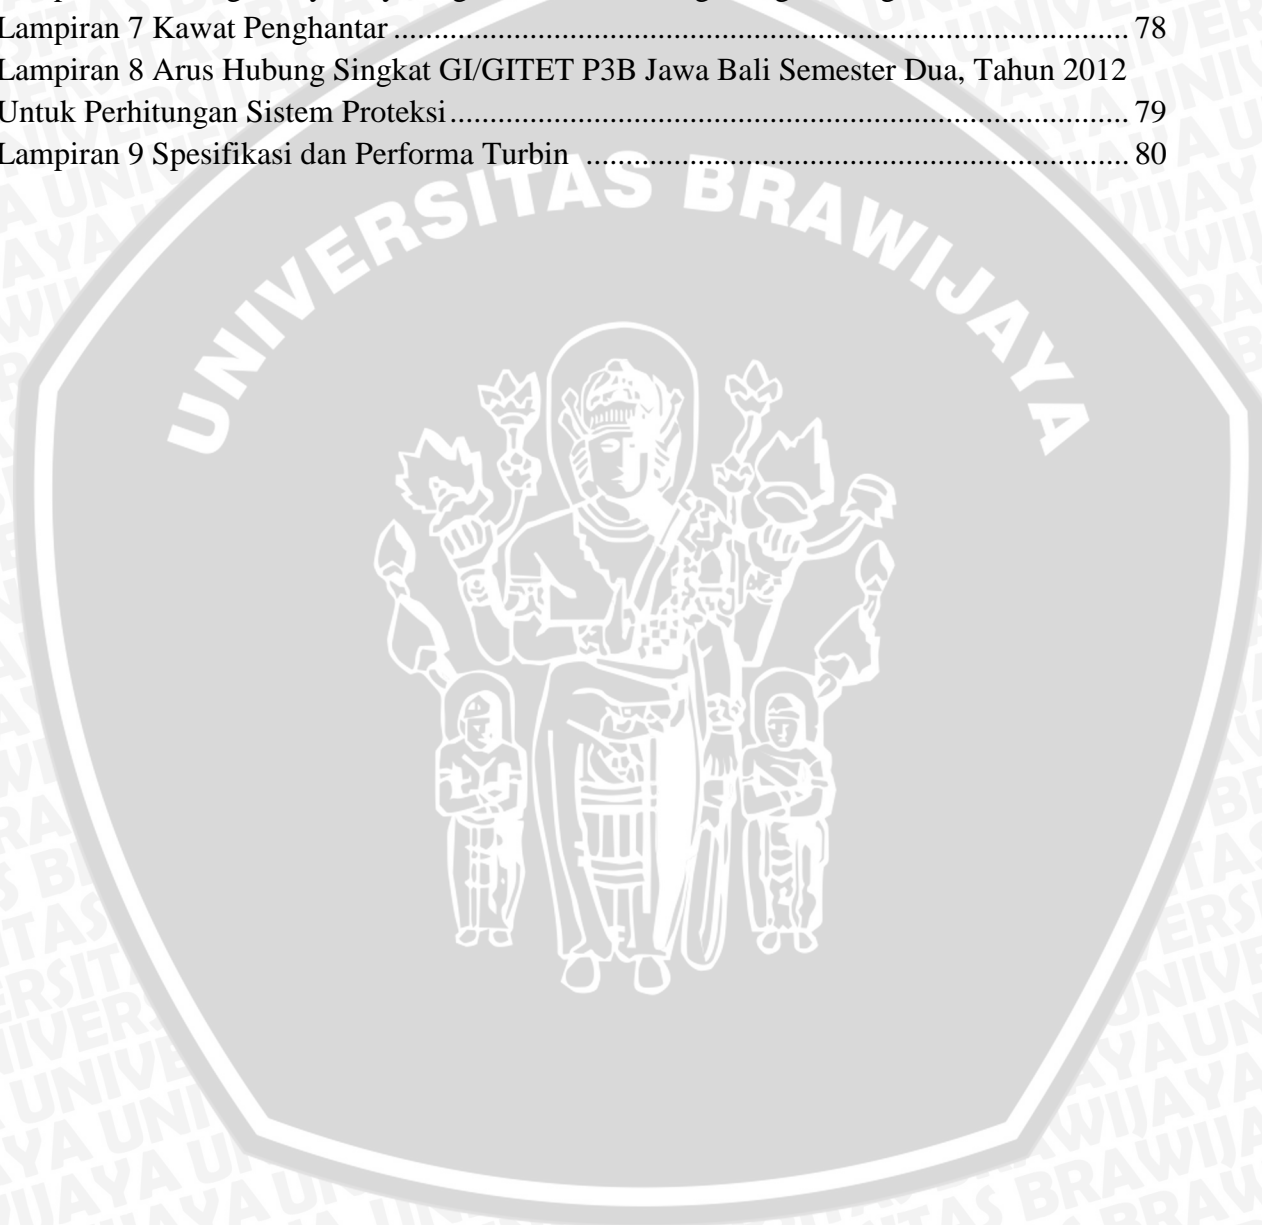 Lampiran 7 Kawat Penghantar ........................................................................................... 78
Lampiran 8 Arus Hubung Singkat GI/GITET P3B Jawa Bali Semester Dua, Tahun 2012
Untuk Perhitungan Sistem Proteksi.................................................................................... 79
Lampiran 9 Spesifikasi dan Performa Turbin .................................................................... 80
UNIVERSITAS BRAWIJAYA